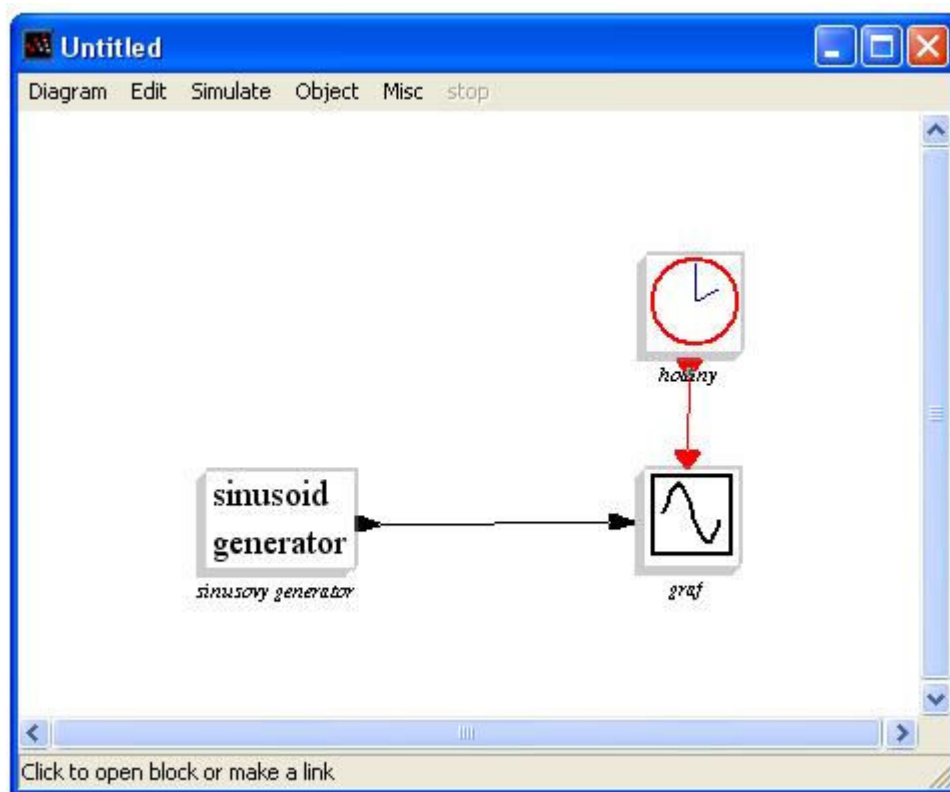 Untitled
Diagram Edit Simulate Object Misc stop
hodiny
sinusoid
generator
sinusovy generator
graf
Click to open block or make a link